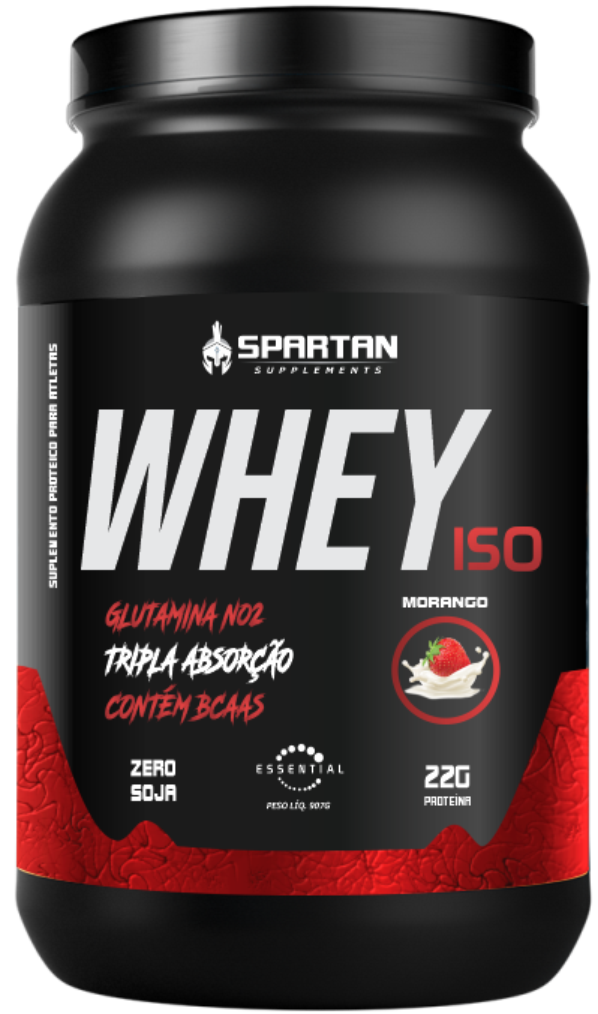 SPARTAN
SUPPLEMENTS
SUPLEMENTO PROTEICO PARA ATLETAS
WHEY
ISO
GLUTAMINA NO2
TRIPLA ABSORÇÃO
CONTÉM BCAAS
MORANGO
ZERO
SOJA
ESSENTIAL
PESO LÍQ. 907G
22G
PROTEÍNA